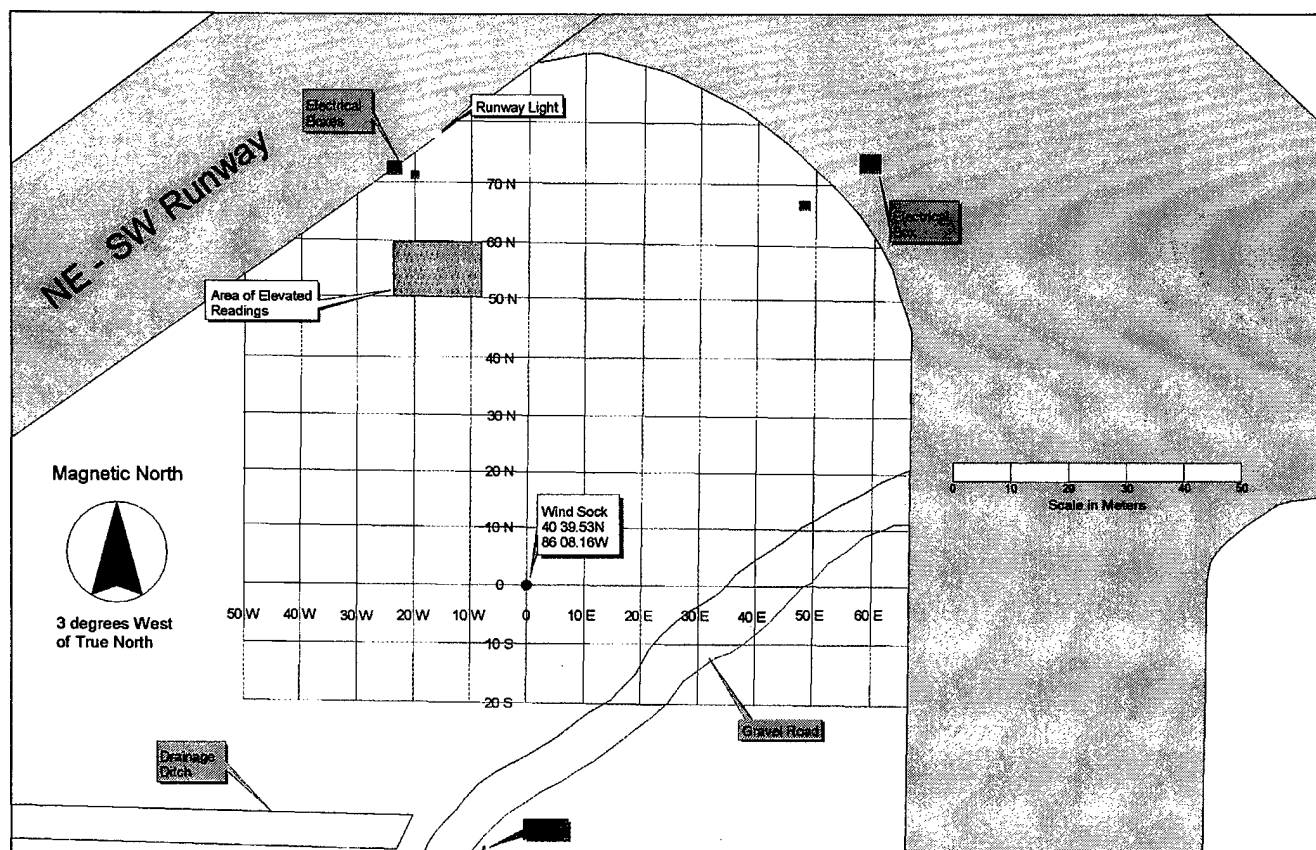 Electrical
Boxes
Runway Light
NE - SW Runway
70 N
Electrical
Box
60 N
Area of Elevated
Readings
50 N
40 N
30 N
Magnetic North
20 N
0 10 20 30 40 50
Scale in Meters
Wind Sock
40 39.53N
86 08.16W
10 N
0
3 degrees West
of True North
50 W 40 W 30 W 20 W 10 W 0 10 E 20 E 30 E 40 E 50 E 60 E
10 S
20 S
Gravel Road
Drainage
Ditch